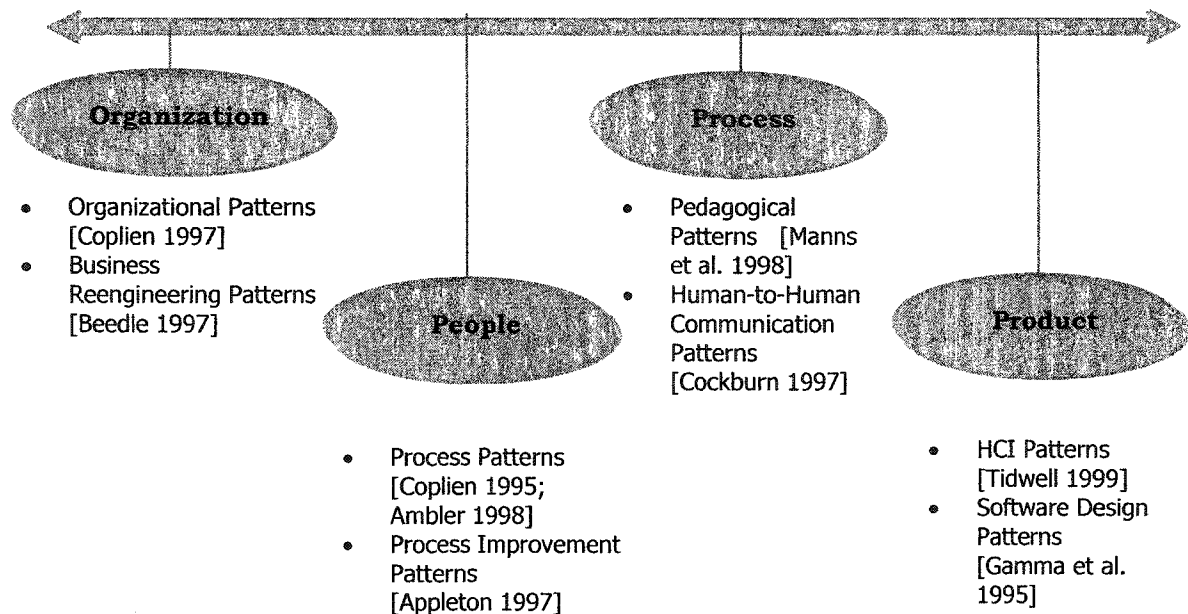 Organization
Process
• Organizational Patterns
[Coplien 1997]
• Business
Reengineering Patterns
[Beedle 1997]
• Pedagogical
Patterns [Manns
et al. 1998]
• Human-to-Human
Communication
Patterns
[Cockburn 1997]
People
Product
• Process Patterns
[Coplien 1995;
Ambler 1998]
• Process Improvement
Patterns
[Appleton 1997]
• HCI Patterns
[Tidwell 1999]
• Software Design
Patterns
[Gamma et al.
1995]